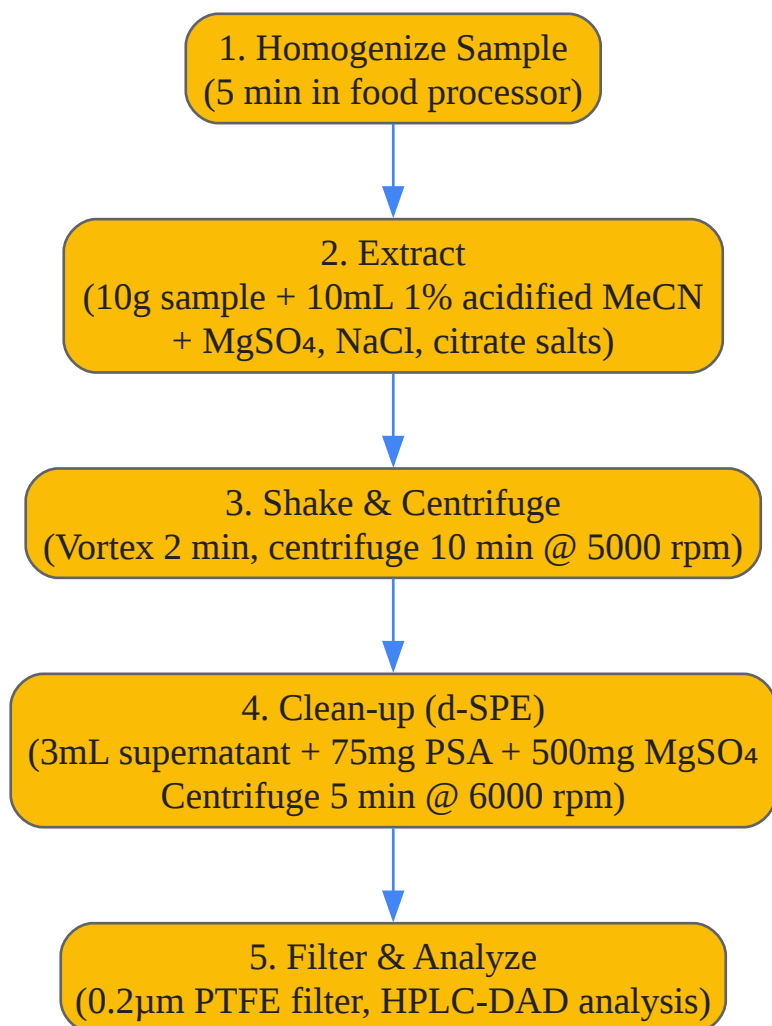 1. Homogenize Sample
(5 min in food processor)
2. Extract
(10g sample + 10mL 1% acidified MeCN
+ MgSO₄, NaCl, citrate salts)
3. Shake & Centrifuge
(Vortex 2 min, centrifuge 10 min @ 5000 rpm)
4. Clean-up (d-SPE)
(3mL supernatant + 75mg PSA + 500mg MgSO₄
Centrifuge 5 min @ 6000 rpm)
5. Filter & Analyze
(0.2µm PTFE filter, HPLC-DAD analysis)